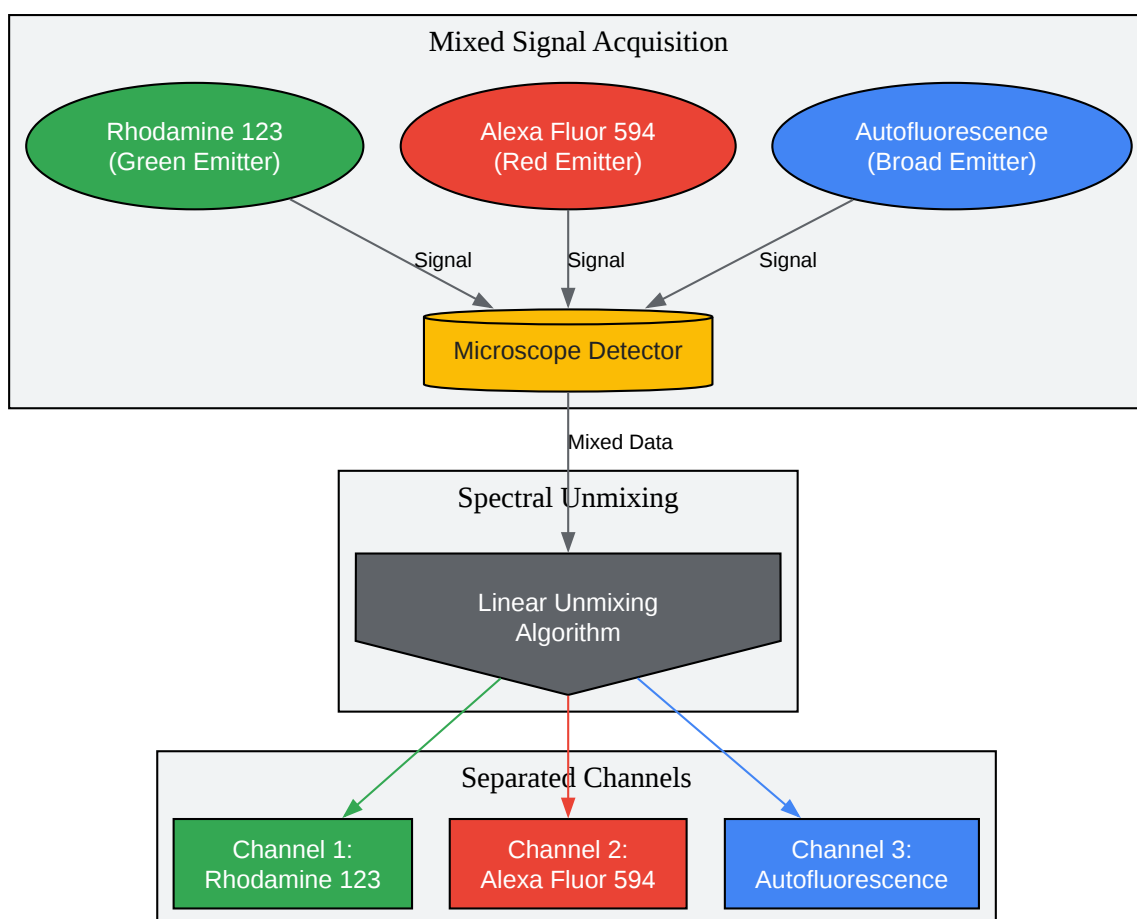 Mixed Signal Acquisition
Rhodamine 123
(Green Emitter)
Alexa Fluor 594
(Red Emitter)
Autofluorescence
(Broad Emitter)
Signal
Signal
Signal
Microscope Detector
Mixed Data
Spectral Unmixing
Linear Unmixing
Algorithm
Separated Channels
Channel 1:
Rhodamine 123
Channel 2:
Alexa Fluor 594
Channel 3:
Autofluorescence